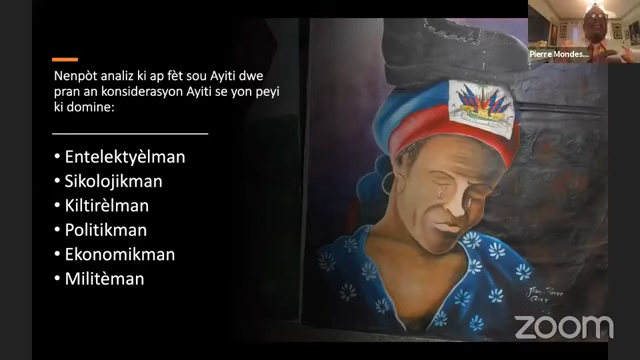 Pierre Mondes...
Nenpòt analiz ki ap fèt sou Ayiti dwe
pran an konsiderasyon Ayiti se yon peyi
ki domine:
• Entelektyèlman
• Sikolojikman
• Kiltirèlman
• Politikman
• Ekonomikman
• Militèman
zoom